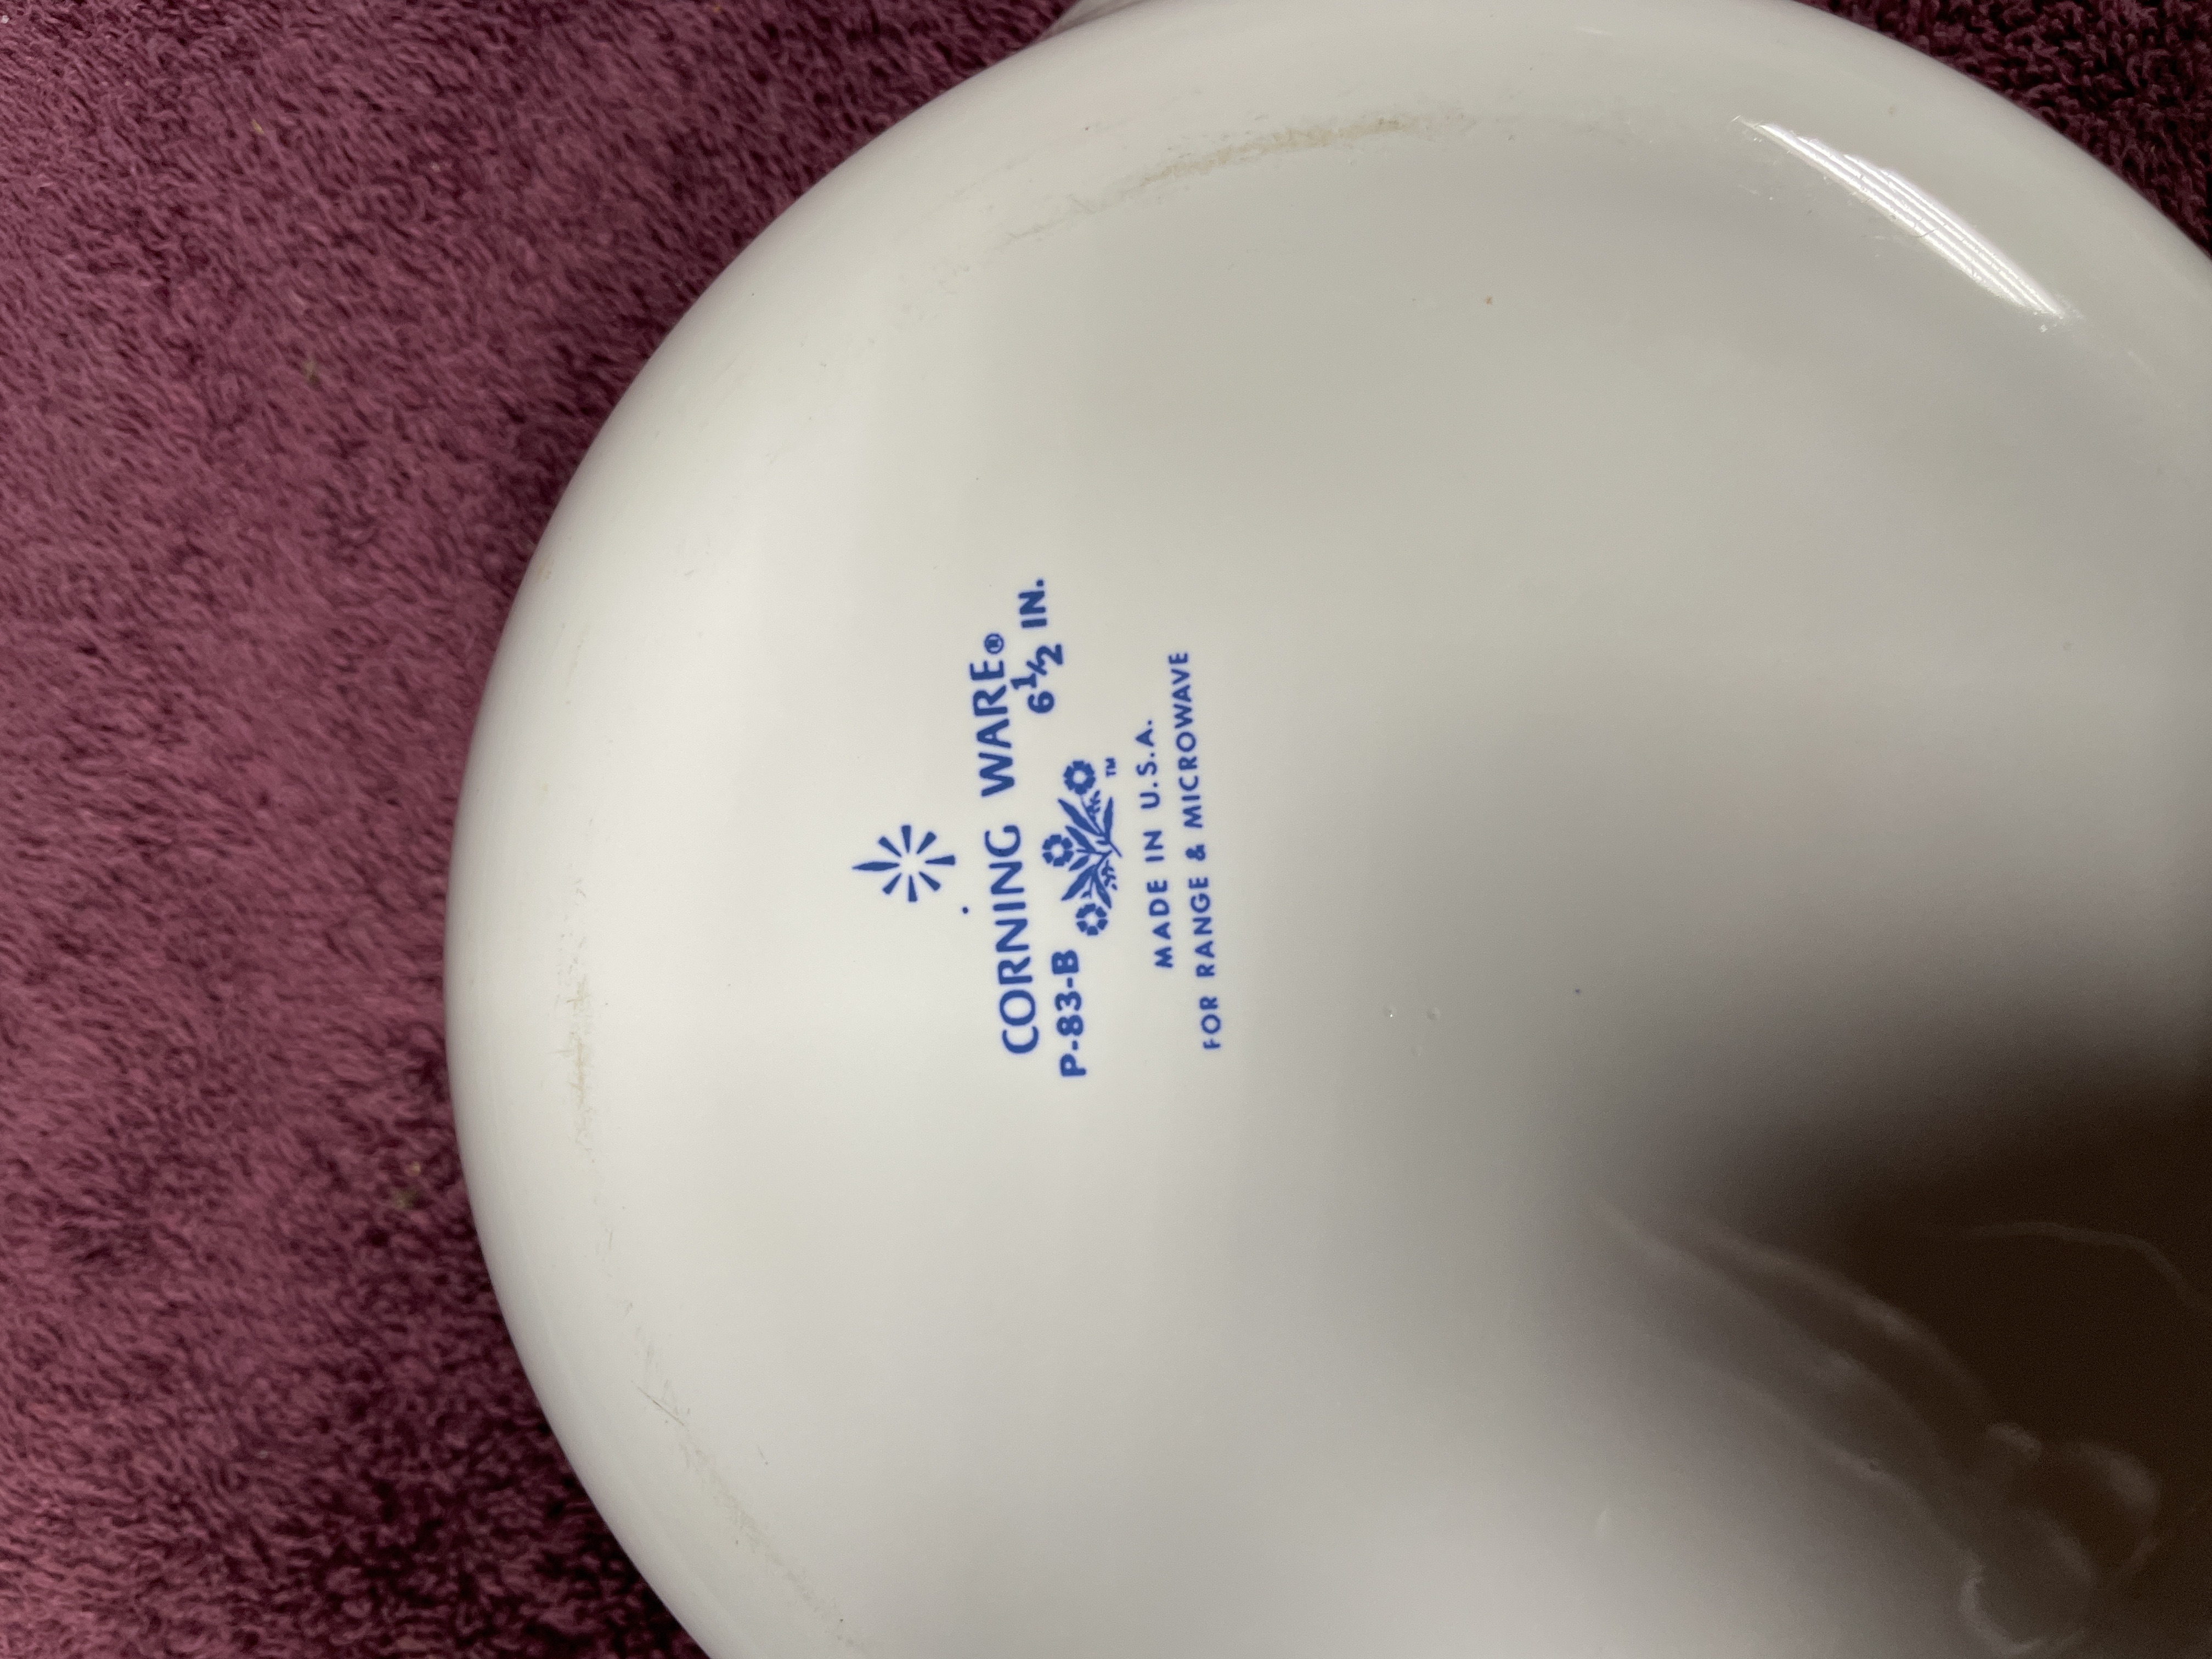 CORNING WARE®
P-83-B 6½ IN.
TM
MADE IN U.S.A.
FOR RANGE & MICROWAVE